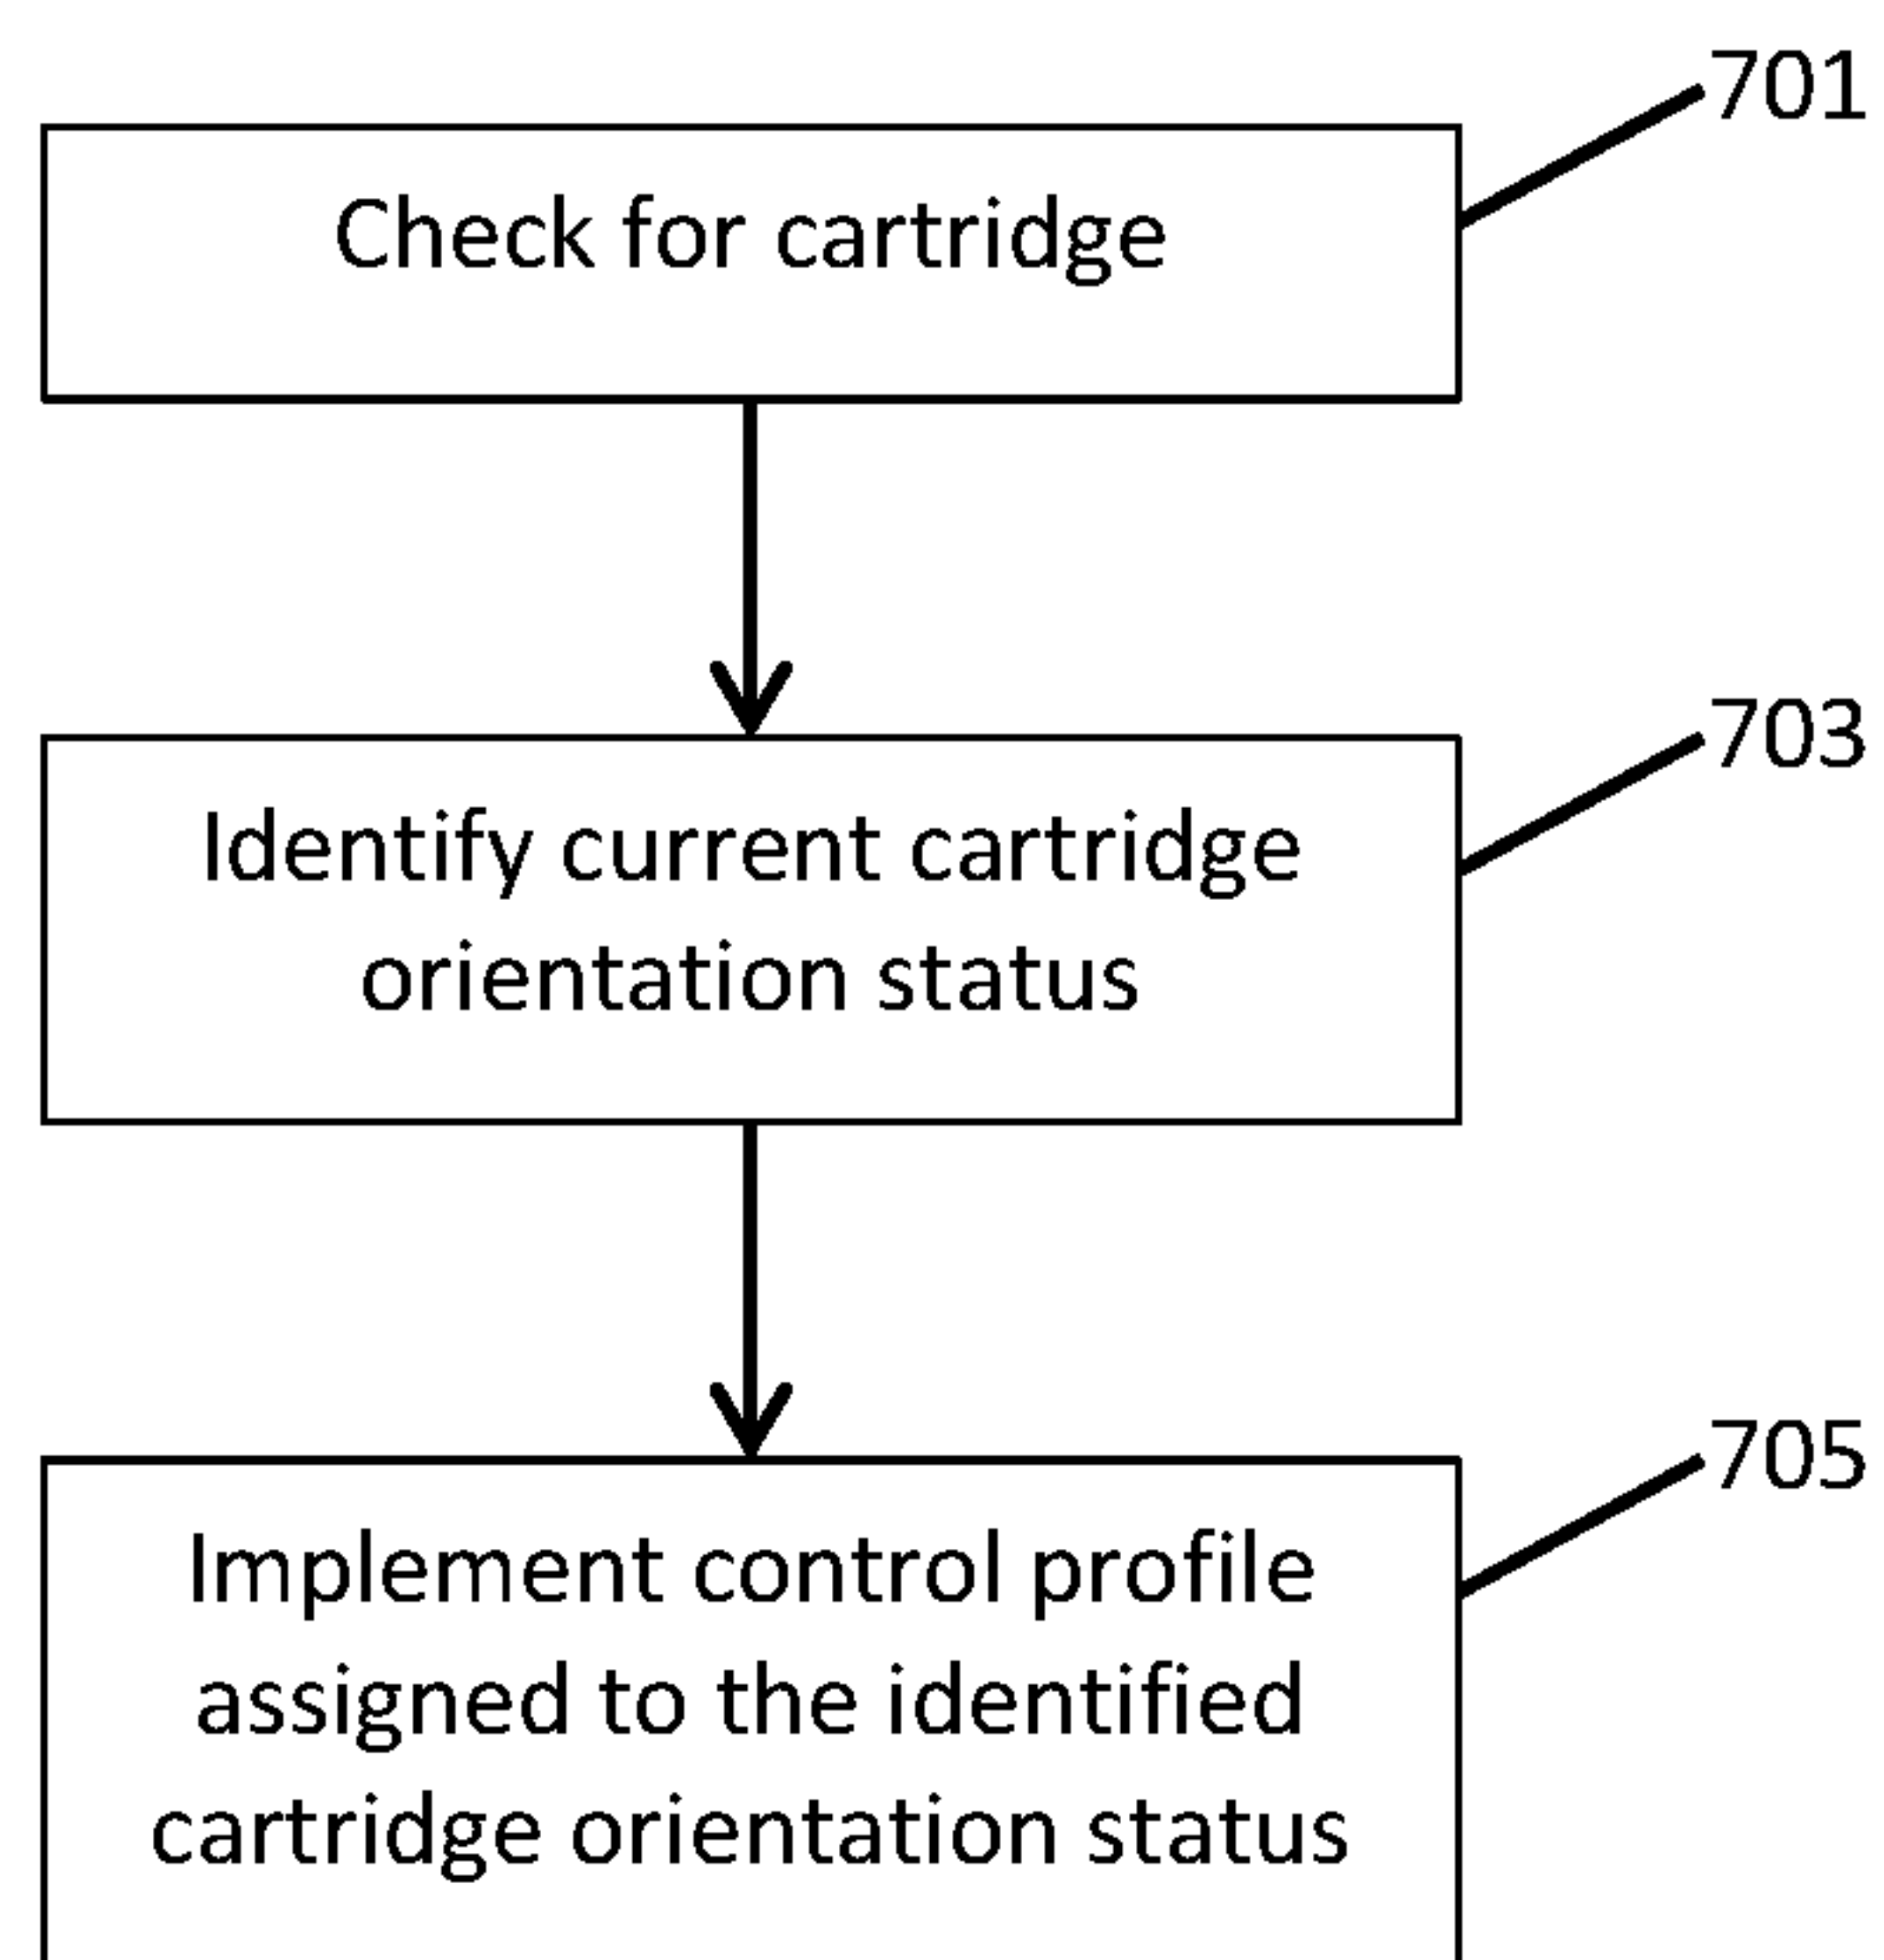 701
Check for cartridge
703
Identify current cartridge
orientation status
705
Implement control profile
assigned to the identified
cartridge orientation status